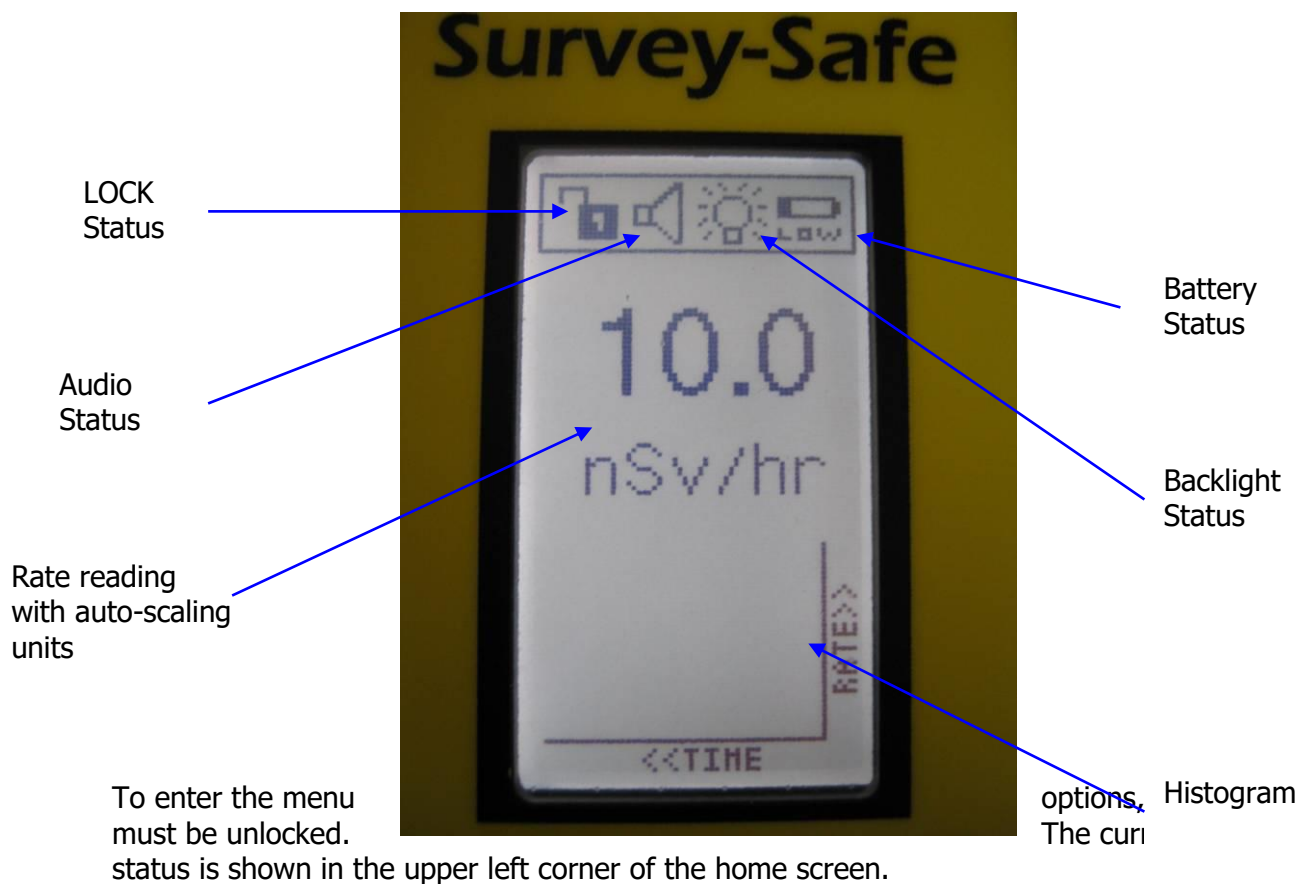 Survey-Safe
LOCK
Status
Low
10.0
nSv/hr
RATE>>
<<TIME
Audio
Status
Rate reading
with auto-scaling
units
Battery
Status
Backlight
Status
Histogram
To enter the menu options,
must be unlocked. The
status is shown in the upper left corner of the home screen.